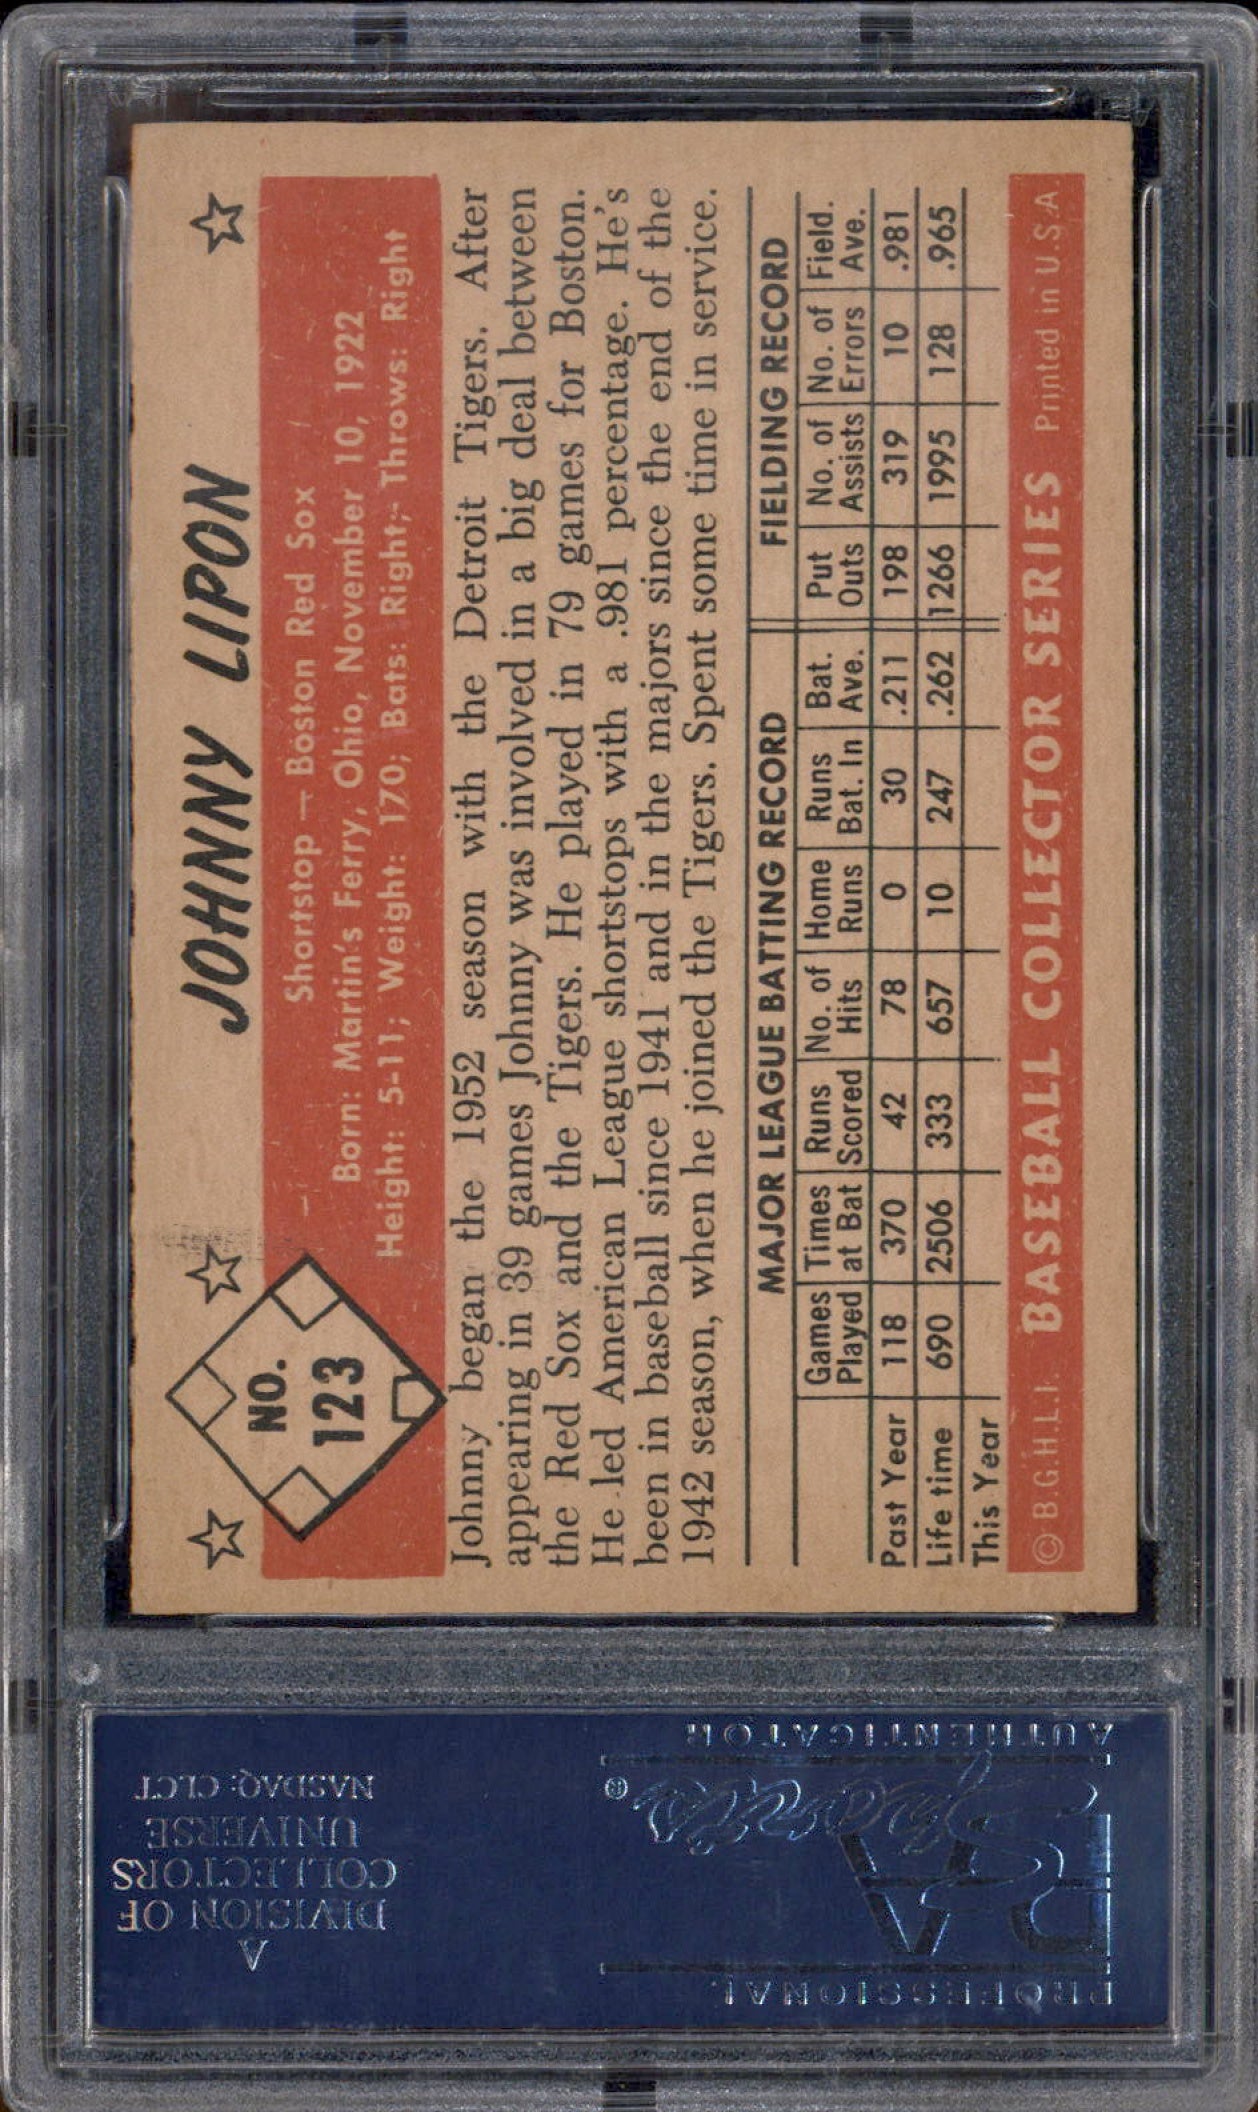 NO.
123
JOHNNY LIPON
Shortstop — Boston Red Sox
Born: Martin's Ferry, Ohio, November 10, 1922
Height: 5-11; Weight: 170; Bats: Right; Throws: Right
Johnny began the 1952 season with the Detroit Tigers. After
appearing in 39 games Johnny was involved in a big deal between
the Red Sox and the Tigers. He played in 79 games for Boston.
He led American League shortstops with a .981 percentage. He's
been in baseball since 1941 and in the majors since the end of the
1942 season, when he joined the Tigers. Spent some time in service.
MAJOR LEAGUE BATTING RECORD FIELDING RECORD
Games Times Runs No. of Home Runs Bat. Put No. of No. of Field.
Played at Bat Scored Hits Runs Bat. In Ave. Outs Assists Errors Ave.
Past Year 118 370 42 78 0 30 .211 198 319 10 .981
Life time 690 2506 333 657 10 247 .262 1266 1995 128 .965
This Year
© B.G.H.L.I. BASEBALL COLLECTOR SERIES Printed in U.S.A.
A
DIVISION OF
COLLECTORS
UNIVERSE
NASDAQ: CLCT
PROFESSIONAL
PSA
Sports
®
AUTHENTICATOR